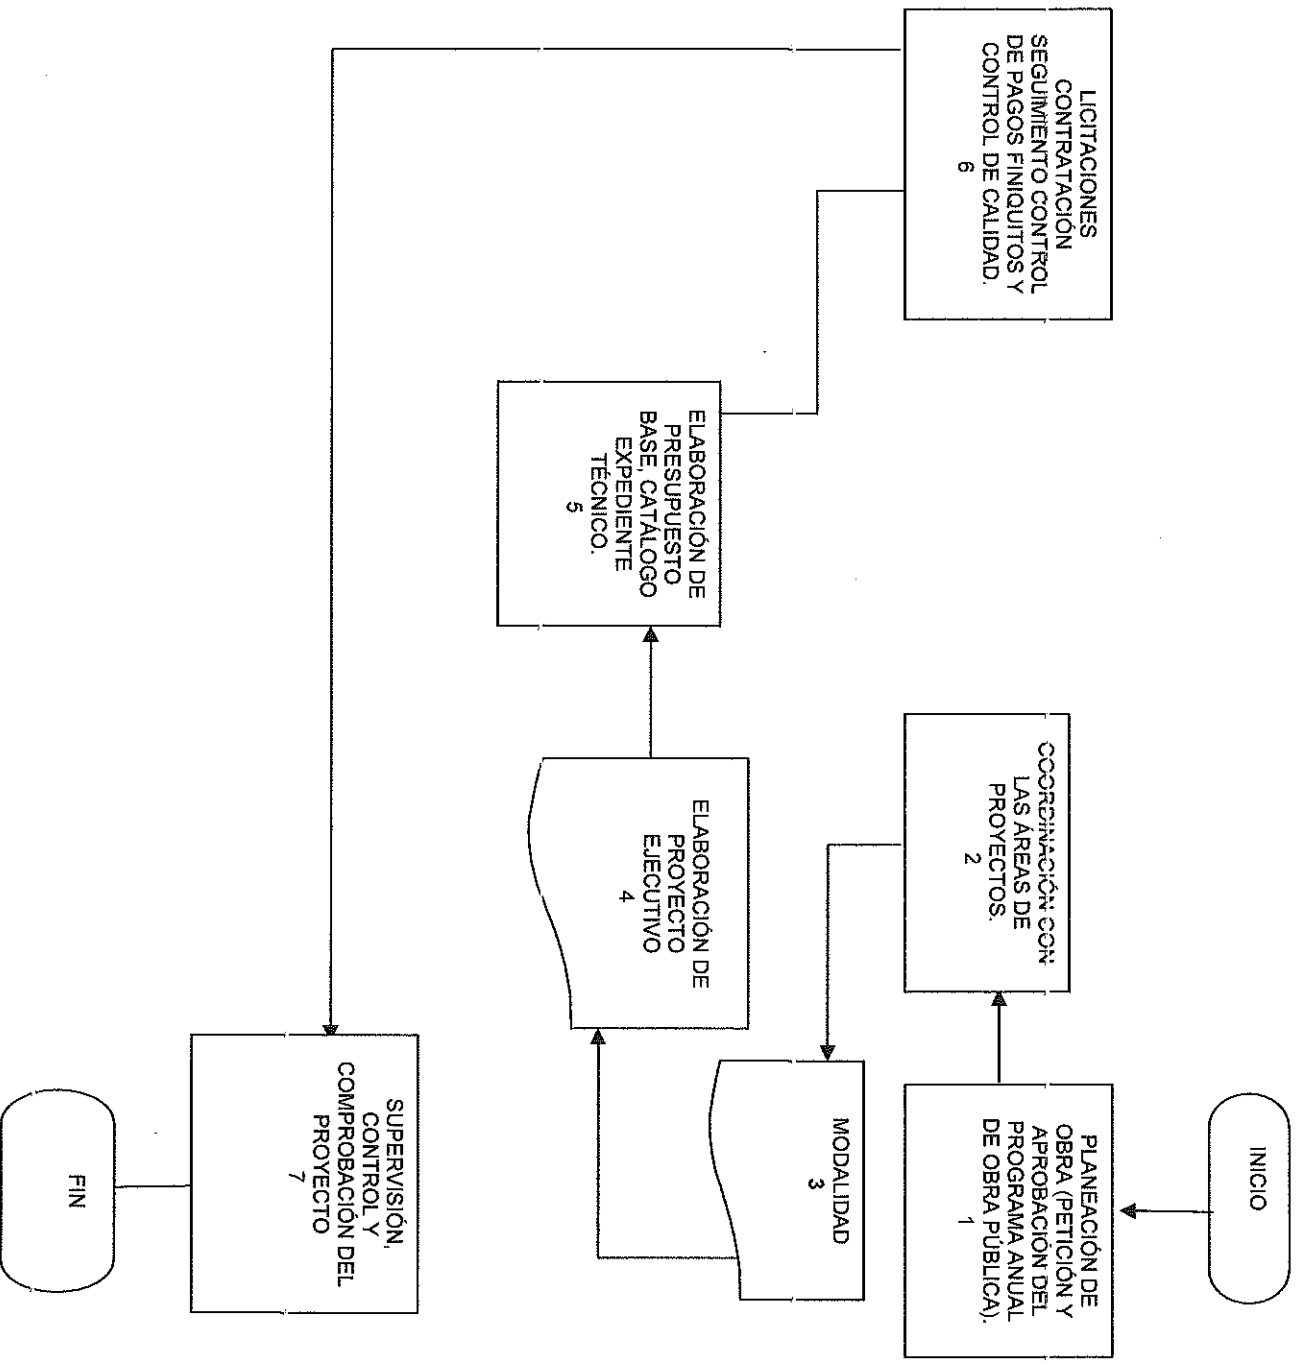 INICIO
PLANEACIÓN DE
OBRA (PETICIÓN Y
APROBACIÓN DEL
PROGRAMA ANUAL
DE OBRA PÚBLICA).
1
COORDINACIÓN CON
LAS ÁREAS DE
PROYECTOS.
2
MODALIDAD
3
ELABORACIÓN DE
PROYECTO
EJECUTIVO
4
ELABORACIÓN DE
PRESUPUESTO
BASE, CATÁLOGO
EXPEDIENTE
TÉCNICO.
5
LICITACIONES
CONTRATACIÓN
SEGUIMIENTO CONTROL
DE PAGOS FINIQUITOS Y
CONTROL DE CALIDAD.
6
SUPERVISIÓN,
CONTROL Y
COMPROBACIÓN DEL
PROYECTO
7
FIN